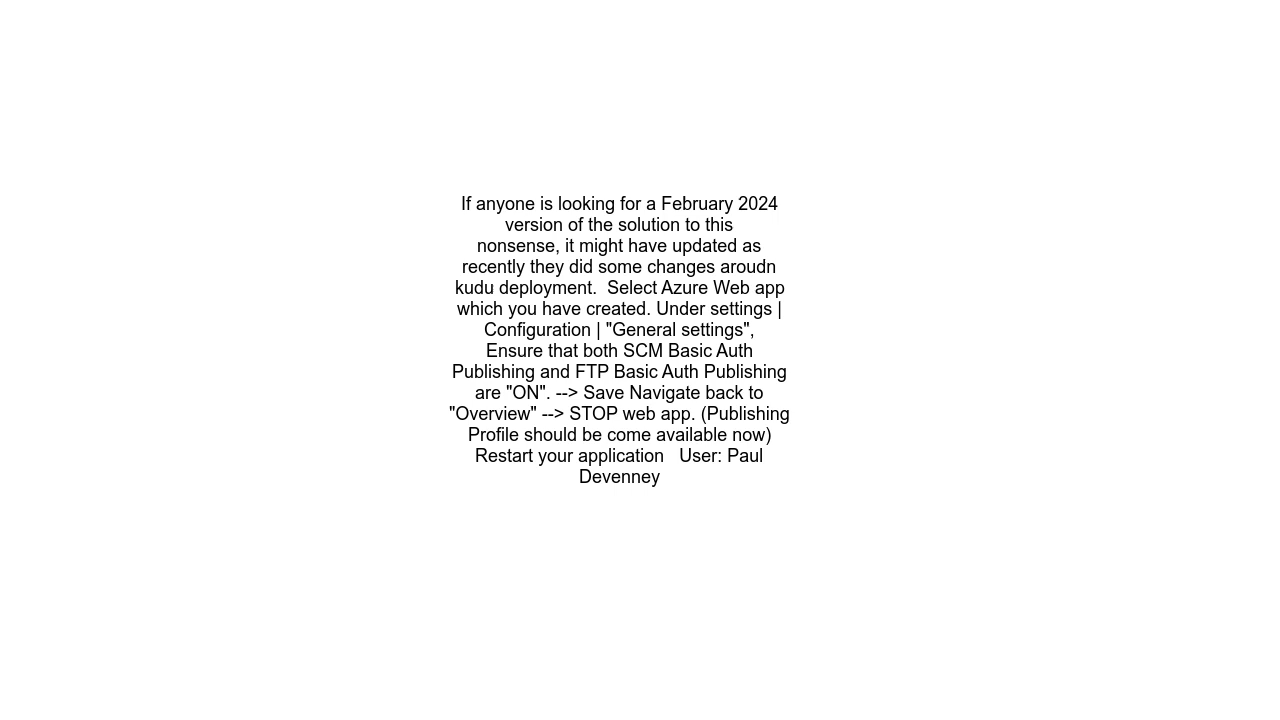 If anyone is looking for a February 2024
version of the solution to this
nonsense, it might have updated as
recently they did some changes aroudn
kudu deployment.  Select Azure Web app
which you have created. Under settings |
Configuration | "General settings",
Ensure that both SCM Basic Auth
Publishing and FTP Basic Auth Publishing
are "ON". --> Save Navigate back to
"Overview" --> STOP web app. (Publishing
Profile should be come available now)
Restart your application   User: Paul
Devenney